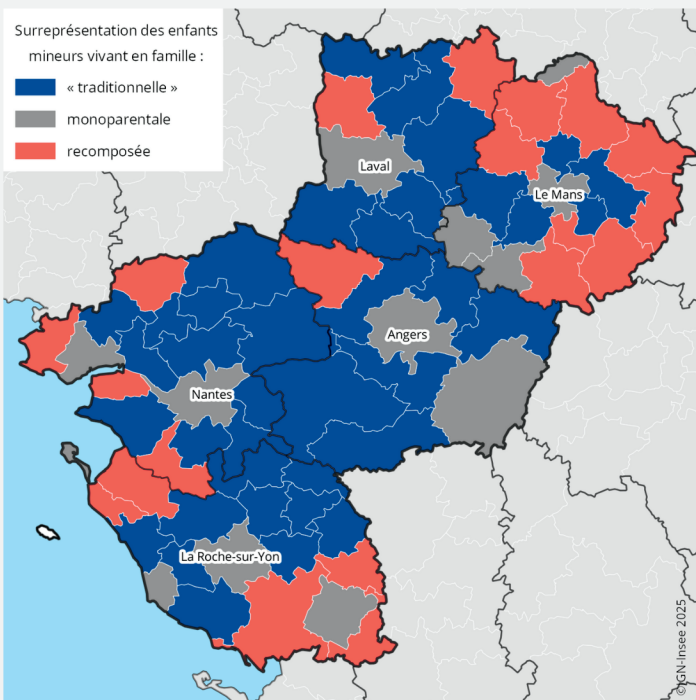 Surreprésentation des enfants
mineurs vivant en famille :
« traditionnelle »
monoparentale
recomposée
Laval
Le Mans
Angers
Nantes
La Roche-sur-Yon
©IGN-Insee 2025